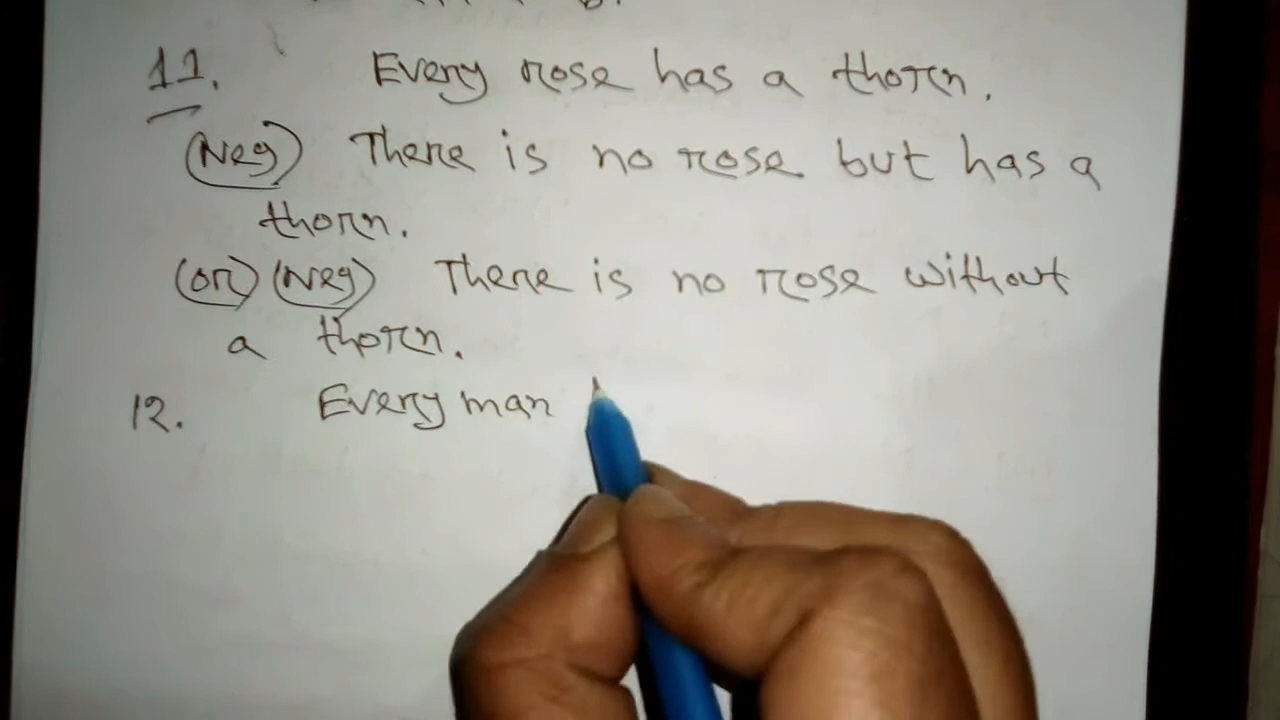 11. Every rose has a thorn.
(Neg) There is no rose but has a
thorn.
(or) (Neg) There is no rose without
a thorn.
12. Every man